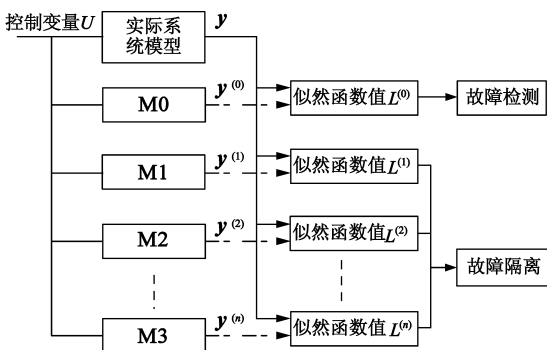 控制变量U
实际系
统模型
y
M0
y(0)
似然函数值L(0)
故障检测
M1
y(1)
似然函数值L(1)
M2
y(2)
似然函数值L(2)
故障隔离
M3
y(n)
似然函数值L(n)